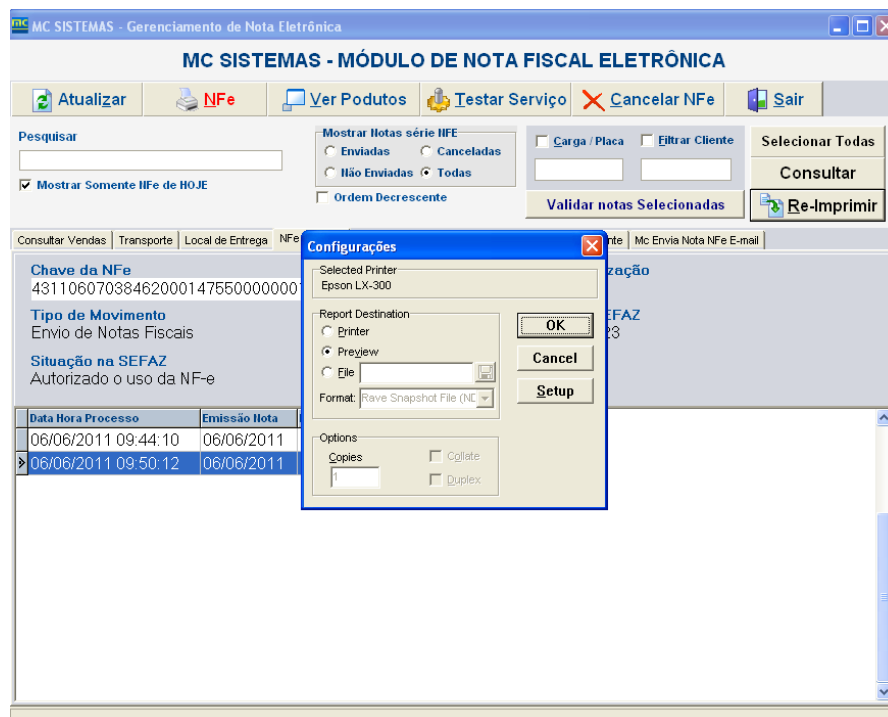 MC SISTEMAS - Gerenciamento de Nota Eletrônica
MC SISTEMAS - MÓDULO DE NOTA FISCAL ELETRÔNICA
Atualizar
NFe
Ver Podutos
Testar Serviço
Cancelar NFe
Sair
Pesquisar
Mostrar Somente NFe de HOJE
Mostrar Notas série NFE
Enviadas
Canceladas
Não Enviadas
Todas
Ordem Decrescente
Carga / Placa
Filtrar Cliente
Validar notas Selecionadas
Selecionar Todas
Consultar
Re-Imprimir
Consultar Vendas
Transporte
Local de Entrega
NFe
Mc Envia Nota NFe E-mail
Chave da NFe
Tipo de Movimento
Envio de Notas Fiscais
Situação na SEFAZ
Autorizado o uso da NF-e
Data Hora Processo
Emissão Nota
06/06/2011 09:44:10
06/06/2011
06/06/2011 09:50:12
06/06/2011
Configurações
Selected Printer
Epson LX-300
Report Destination
Printer
Preview
File
Format:
Rave Snapshot File (ND
Options
Copies
1
Collate
Duplex
OK
Cancel
Setup